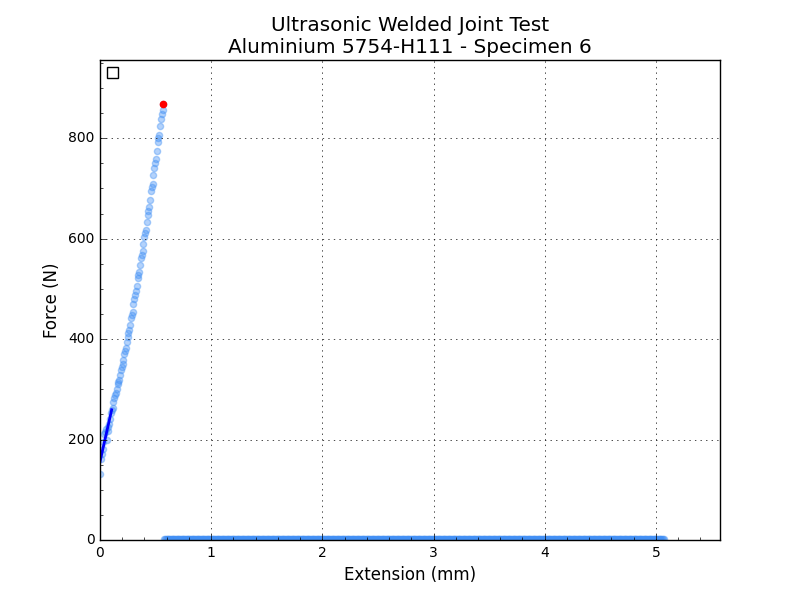 Ultrasonic Welded Joint Test
Aluminium 5754-H111 - Specimen 6
800
600
400
200
0
Force (N)
0 1 2 3 4 5
Extension (mm)